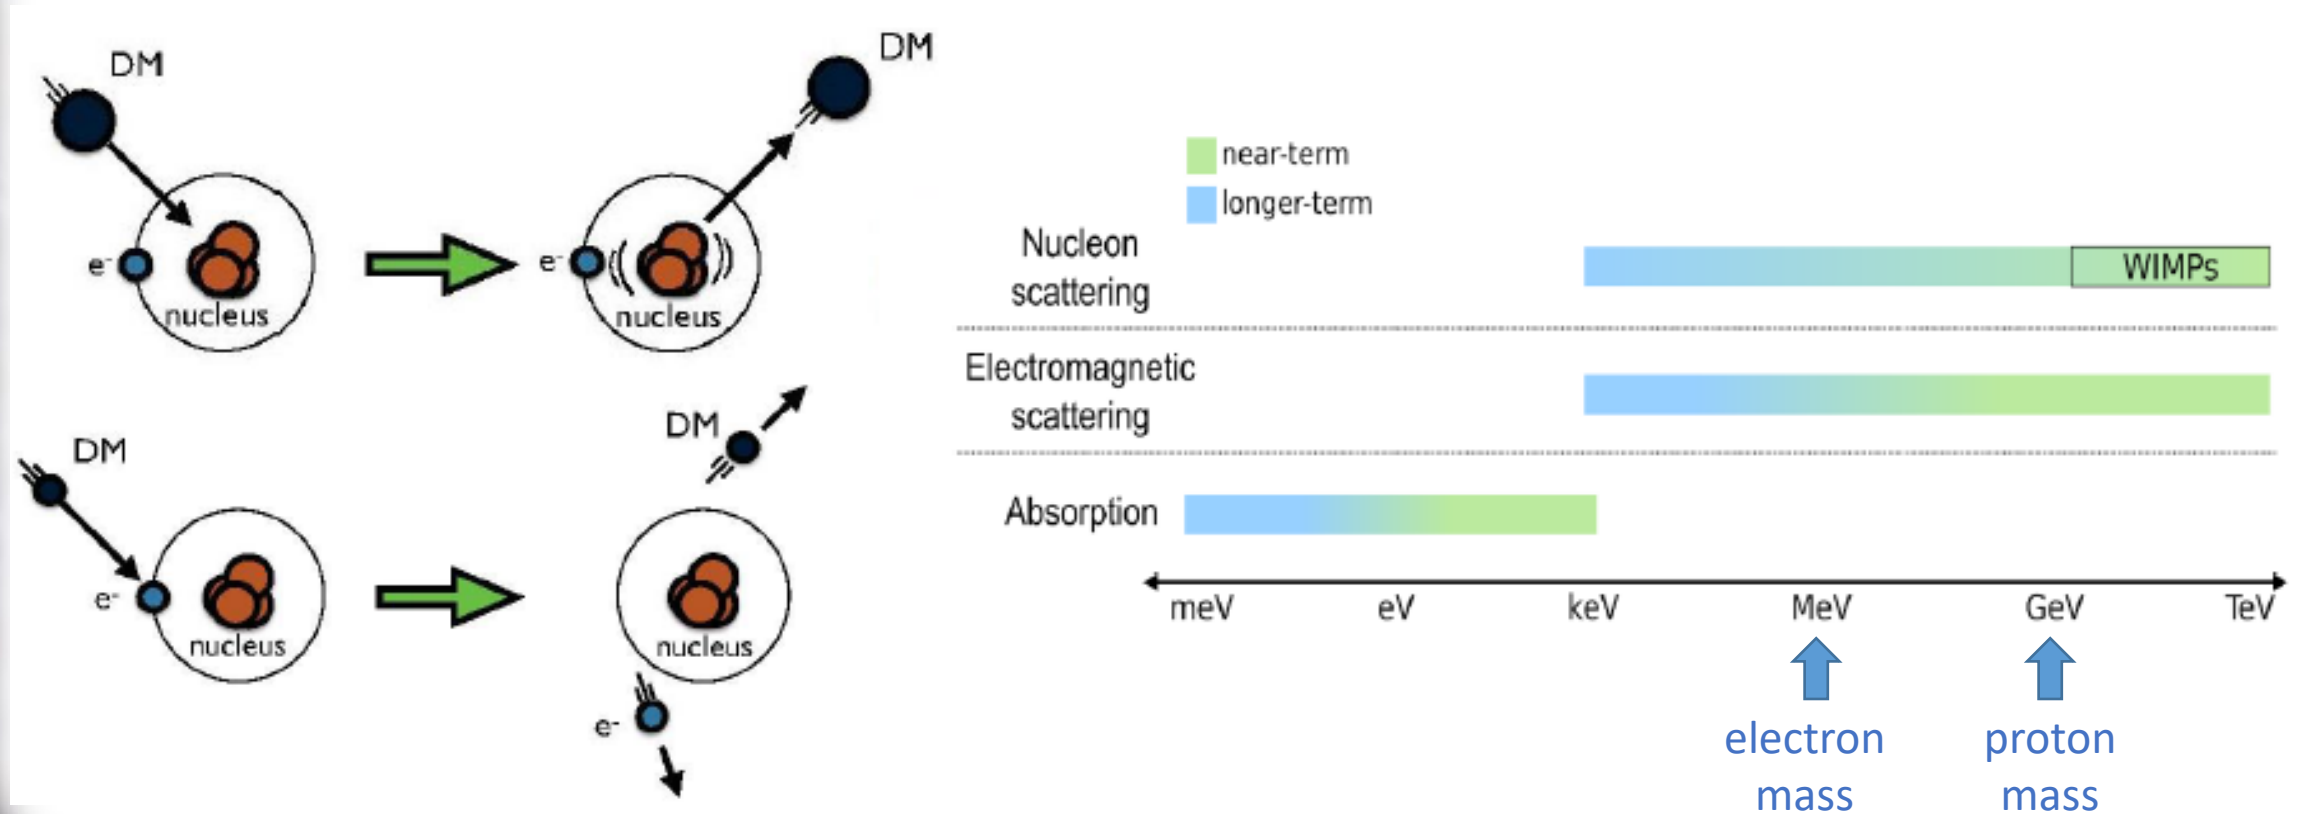 DM
DM
e-
nucleus
e-
nucleus
DM
e-
nucleus
DM
nucleus
e-
near-term
longer-term
Nucleon
scattering
WIMPs
Electromagnetic
scattering
Absorption
meV eV keV MeV GeV TeV
electron
mass
proton
mass